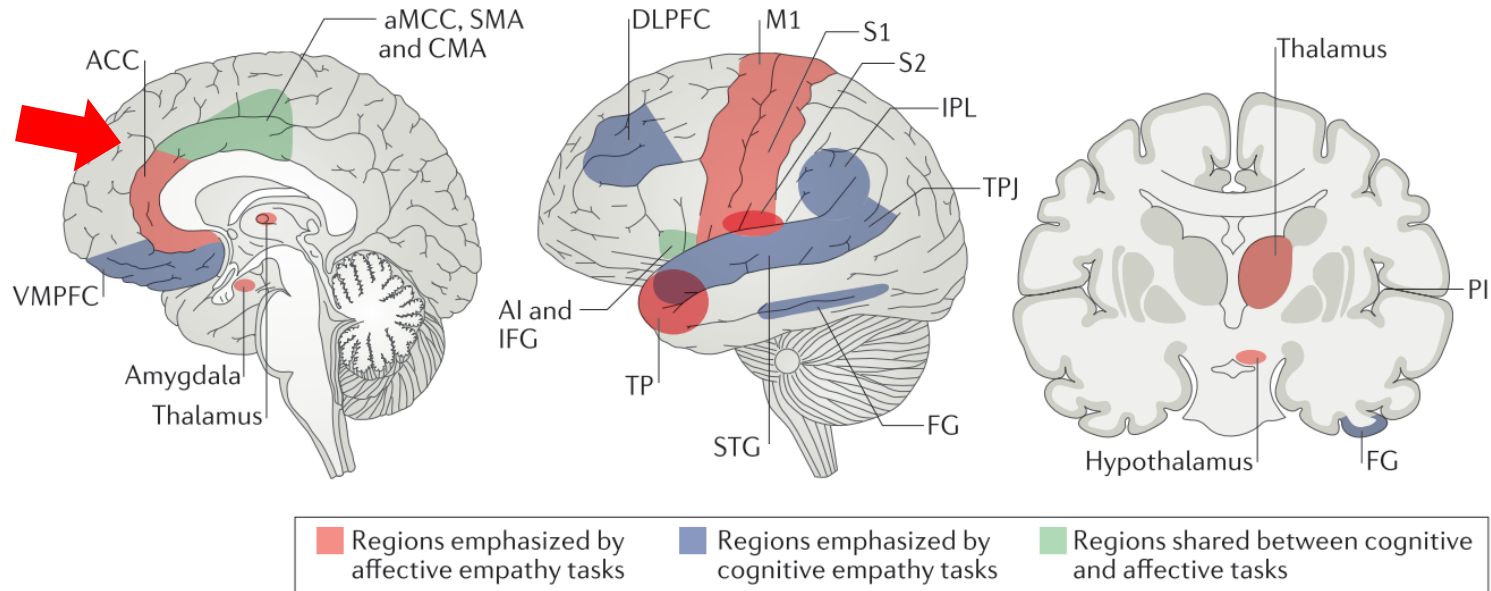 ACC
aMCC, SMA
and CMA
DLPFC
M1
S1
S2
IPL
TPJ
Thalamus
VMPFC
Amygdala
Thalamus
AI and
IFG
TP
STG
FG
PI
Hypothalamus
FG
Regions emphasized by
affective empathy tasks
Regions emphasized by
cognitive empathy tasks
Regions shared between cognitive
and affective tasks